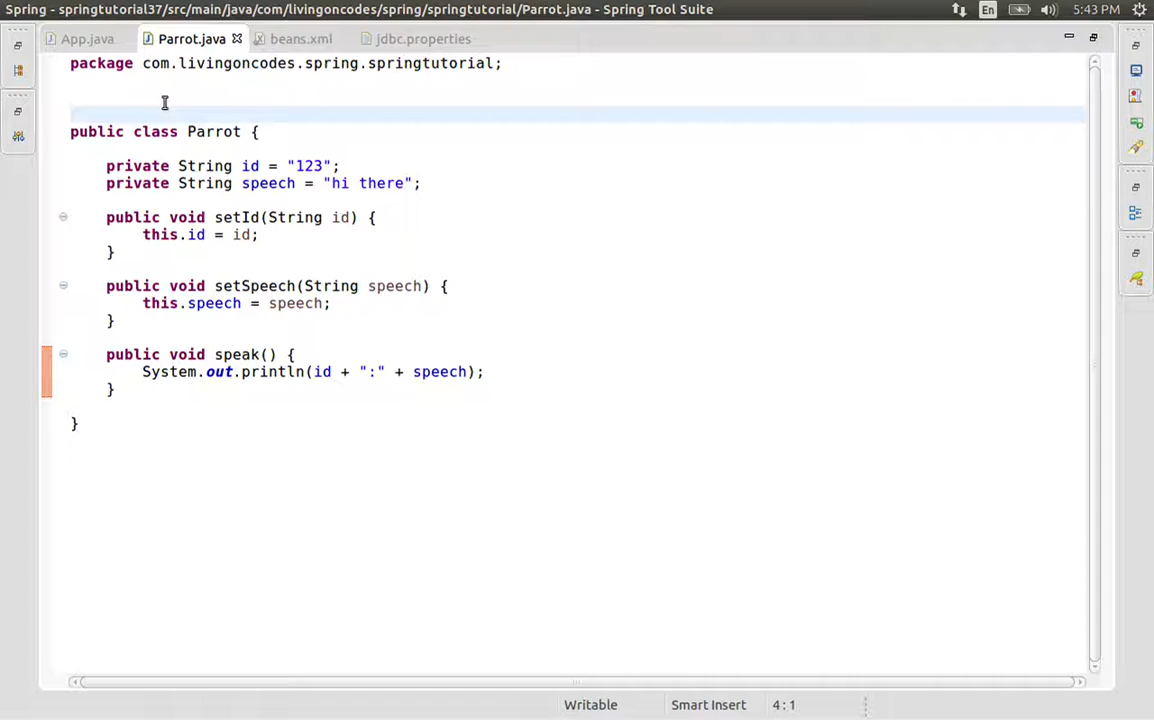 Spring - springtutorial37/src/main/java/com/livingoncodes/spring/springtutorial/Parrot.java - Spring Tool Suite En 5:43 PM
App.java Parrot.java beans.xml jdbc.properties
package com.livingoncodes.spring.springtutorial;
public class Parrot {
private String id = "123";
private String speech = "hi there";
public void setId(String id) {
this.id = id;
}
public void setSpeech(String speech) {
this.speech = speech;
}
public void speak() {
System.out.println(id + ":" + speech);
}
}
Writable Smart Insert 4 : 1